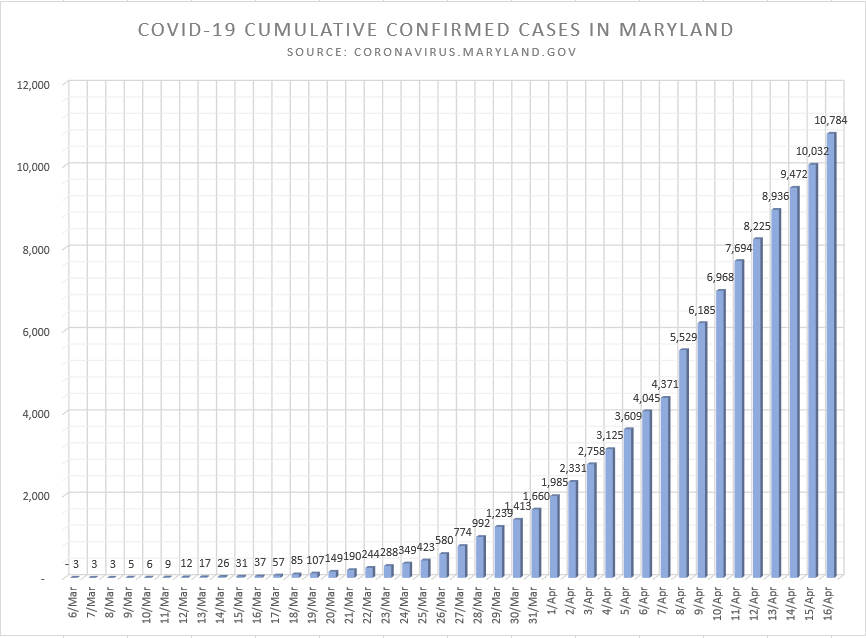 COVID-19 CUMULATIVE CONFIRMED CASES IN MARYLAND
SOURCE: CORONAVIRUS.MARYLAND.GOV
12,000
10,000
8,000
6,000
4,000
2,000
-
- 3 3 3 5 6 9 12 17 26 31 37 57 85 107 149 190 244 288 349 423 580 774 992 1,239 1,413 1,660 1,985 2,331 2,758 3,125 3,609 4,045 4,371 5,529 6,185 6,968 7,694 8,225 8,936 9,472 10,032 10,784
6/Mar 7/Mar 8/Mar 9/Mar 10/Mar 11/Mar 12/Mar 13/Mar 14/Mar 15/Mar 16/Mar 17/Mar 18/Mar 19/Mar 20/Mar 21/Mar 22/Mar 23/Mar 24/Mar 25/Mar 26/Mar 27/Mar 28/Mar 29/Mar 30/Mar 31/Mar 1/Apr 2/Apr 3/Apr 4/Apr 5/Apr 6/Apr 7/Apr 8/Apr 9/Apr 10/Apr 11/Apr 12/Apr 13/Apr 14/Apr 15/Apr 16/Apr